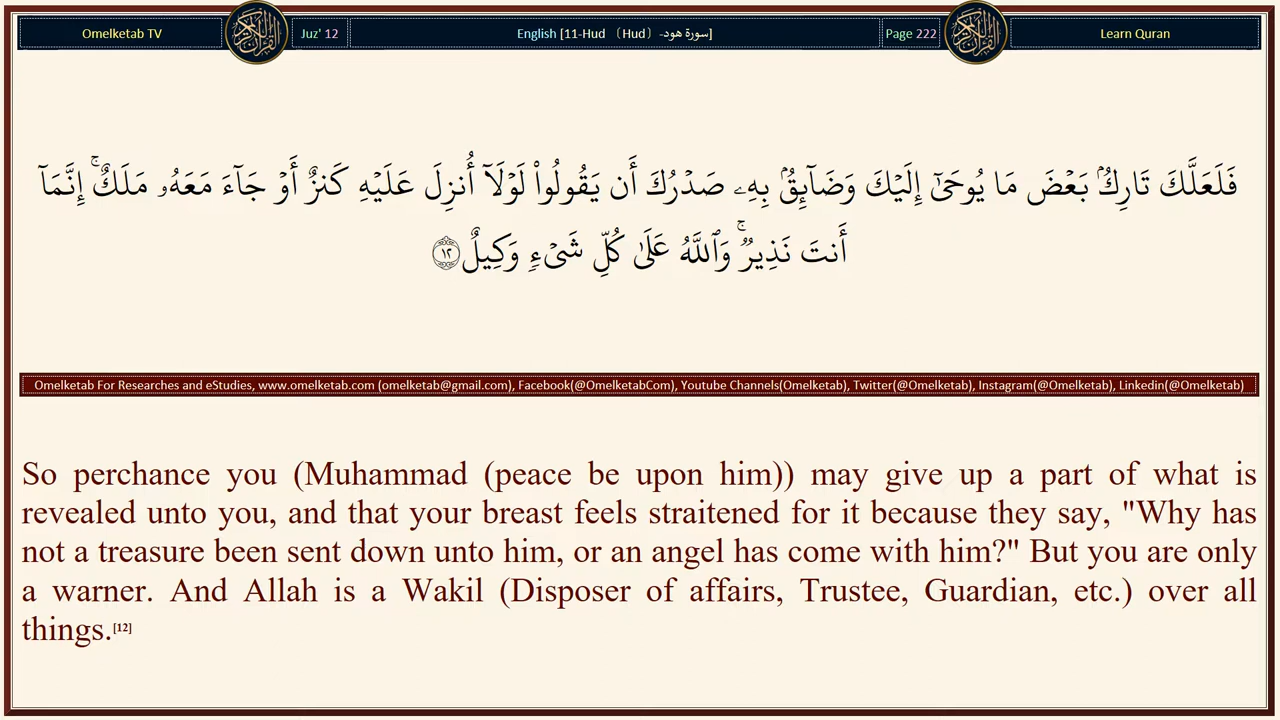 Omelketab TV
Juz' 12
English [11-Hud (Hud) -سورة هود]
Page 222
Learn Quran
فَلَعَلَّكَ تَارِكُۢ بَعۡضَ مَا يُوحَىٰٓ إِلَيۡكَ وَضَآئِقُۢ بِهِۦ صَدۡرُكَ أَن يَقُولُواْ لَوۡلَآ أُنزِلَ عَلَيۡهِ كَنزٌ أَوۡ جَآءَ مَعَهُۥ مَلَكٌۚ إِنَّمَآ
أَنتَ نَذِيرٞۚ وَٱللَّهُ عَلَىٰ كُلِّ شَيۡءٖ وَكِيلٌ ١٢
Omelketab For Researches and eStudies, www.omelketab.com (omelketab@gmail.com), Facebook(@OmelketabCom), Youtube Channels(Omelketab), Twitter(@Omelketab), Instagram(@Omelketab), Linkedin(@Omelketab)
So perchance you (Muhammad (peace be upon him)) may give up a part of what is
revealed unto you, and that your breast feels straitened for it because they say, "Why has
not a treasure been sent down unto him, or an angel has come with him?" But you are only
a warner. And Allah is a Wakil (Disposer of affairs, Trustee, Guardian, etc.) over all
things.[12]